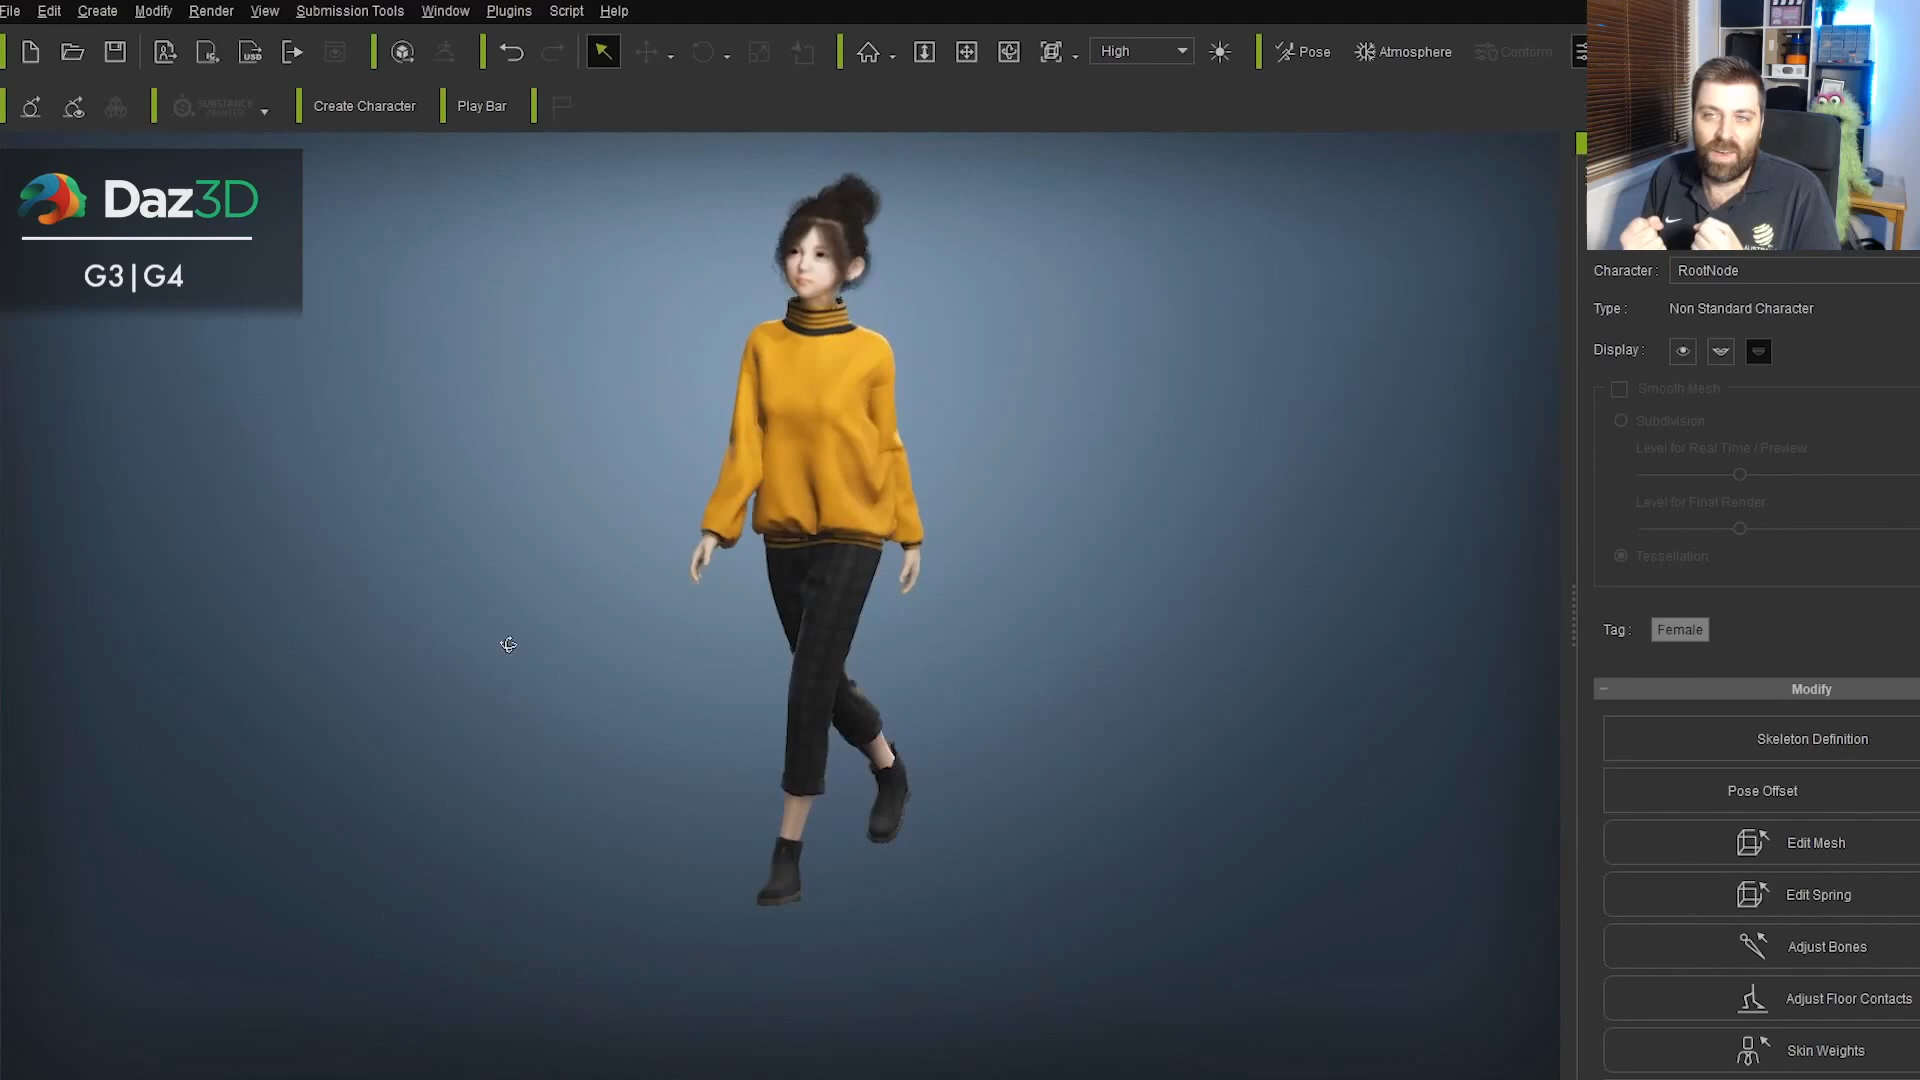 File Edit Create Modify Render View Submission Tools Window Plugins Script Help
USD
High
Pose
Atmosphere
Conform
SUBSTANCE
PAINTER
Create Character
Play Bar
Daz3D
G3|G4
Character : RootNode
Type : Non Standard Character
Display :
Smooth Mesh
Subdivision
Level for Real Time / Preview
Level for Final Render
Tessellation
Tag : Female
Modify
Skeleton Definition
Pose Offset
Edit Mesh
Edit Spring
Adjust Bones
Adjust Floor Contacts
Skin Weights